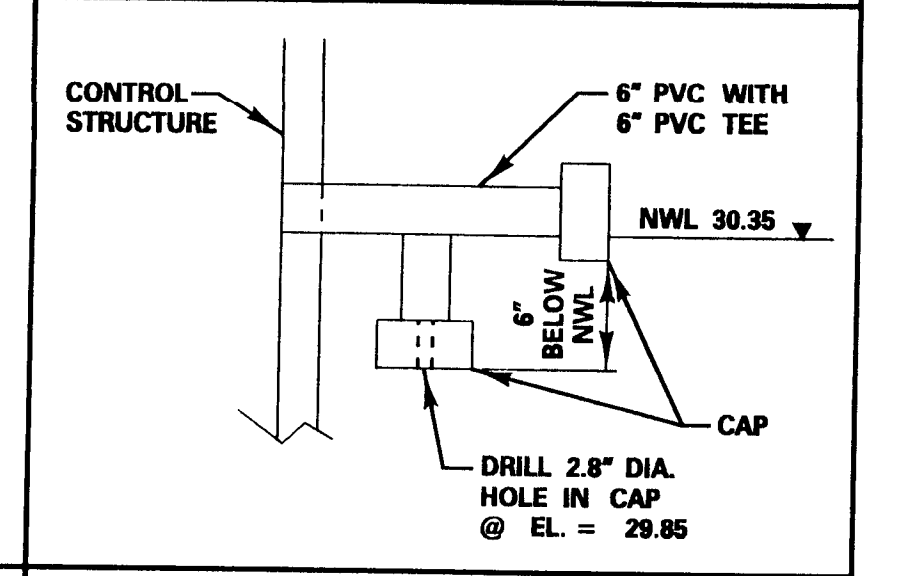 CONTROL
STRUCTURE
6" PVC WITH
6" PVC TEE
NWL 30.35
6"
BELOW
NWL
CAP
DRILL 2.8" DIA.
HOLE IN CAP
@ EL. = 29.85